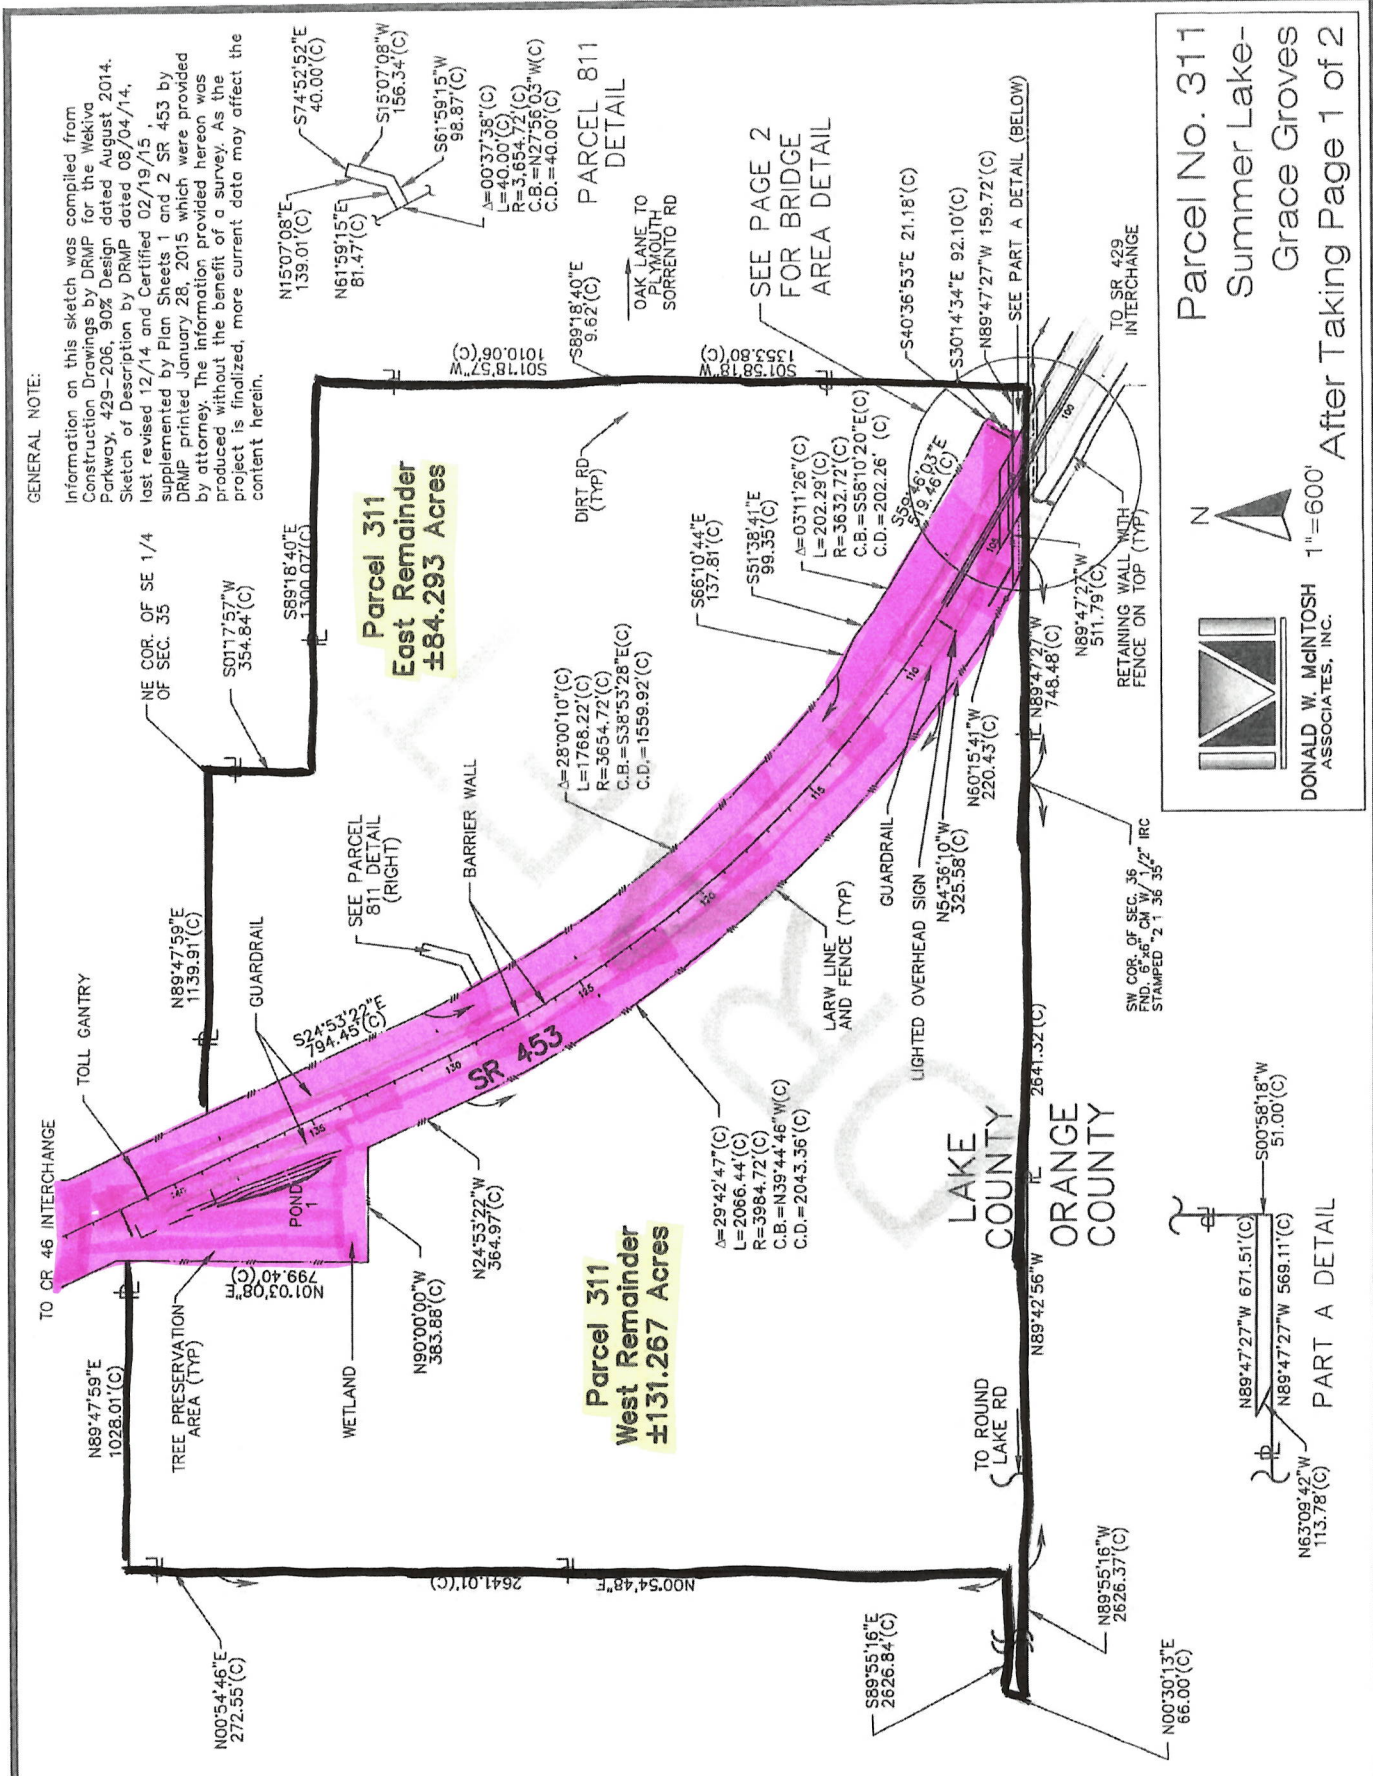 GENERAL NOTE:
Information on this sketch was compiled from
Construction Drawings by DRMP for the Wekiva
Parkway, 429-206, 90% Design dated August 2014.
Sketch of Description by DRMP dated 08/04/14,
last revised 12/14 and Certified 02/19/15 ,
supplemented by Plan Sheets 1 and 2 SR 453 by
DRMP printed January 28, 2015 which were provided
by attorney. The information provided hereon was
produced without the benefit of a survey. As the
project is finalized, more current data may affect the
content herein.
S74°52'52"E
40.00'(C)
S15°07'08"W
156.34'(C)
N15°07'08"E
139.01'(C)
N61°59'15"E
81.47'(C)
S61°59'15"W
98.87'(C)
Δ=00°37'38"(C)
L=40.00'(C)
R=3,654.72'(C)
C.B.=N27°56'03"W(C)
C.D.=40.00'(C)
PARCEL 811
DETAIL
TO CR 46 INTERCHANGE
TOLL GANTRY
N89°47'59"E
1139.91'(C)
GUARDRAIL
NE COR. OF SE 1/4
OF SEC. 35
S01°17'57"W
354.84'(C)
S89°18'40"E
1300.07'(C)
S01°18'57"W
1010.06'(C)
S89°18'40"E
9.62'(C)
OAK LANE TO
PLYMOUTH
SORRENTO RD
S01°58'18"W
1353.80'(C)
DIRT RD
(TYP)
Parcel 311
East Remainder
±84.293 Acres
N89°47'59"E
1028.01'(C)
TREE PRESERVATION
AREA (TYP)
N01°03'08"E
799.40'(C)
POND
1
WETLAND
140
135
130
125
120
115
110
105
100
S24°53'22"E
794.45'(C)
SEE PARCEL
811 DETAIL
(RIGHT)
BARRIER WALL
SR 453
N24°53'22"W
364.97'(C)
N90°00'00"W
383.88'(C)
Δ=28°00'10"(C)
L=1768.22'(C)
R=3654.72'(C)
C.B.=S38°53'28"E(C)
C.D.=1559.92'(C)
S66°10'44"E
137.81'(C)
S51°38'41"E
99.35'(C)
Δ=03°11'26"(C)
L=202.29'(C)
R=3632.72'(C)
C.B.=S58°10'20"E(C)
C.D.=202.26' (C)
S59°46'03"E
519.46'(C)
SEE PAGE 2
FOR BRIDGE
AREA DETAIL
S40°36'53"E 21.18'(C)
S30°14'34"E 92.10'(C)
N89°47'27"W 159.72'(C)
SEE PART A DETAIL (BELOW)
TO SR 429
INTERCHANGE
Parcel 311
West Remainder
±131.267 Acres
Δ=29°42'47"(C)
L=2066.44'(C)
R=3984.72'(C)
C.B.=N39°44'46"W(C)
C.D.=2043.36'(C)
LARW LINE
AND FENCE (TYP)
GUARDRAIL
LIGHTED OVERHEAD SIGN
N54°36'10"W
325.58'(C)
N60°15'41"W
220.43'(C)
N89°47'27"W
748.48'(C)
N89°47'27"W
511.79'(C)
RETAINING WALL WITH
FENCE ON TOP (TYP)
N00°54'46"E
272.55'(C)
N00°54'48"E
2641.01'(C)
S89°55'16"E
2626.84'(C)
N89°55'16"W
2626.37'(C)
N00°30'13"E
66.00'(C)
TO ROUND
LAKE RD
LAKE
COUNTY
ORANGE
COUNTY
N89°42'56"W
2641.32'(C)
SW COR. OF SEC. 36
FND. 6"x6" CM W/ 1/2" IRC
STAMPED "2 1 36 35"
S00°58'18"W
51.00'(C)
N89°47'27"W 671.51'(C)
N89°47'27"W 569.11'(C)
N63°09'42"W
113.78'(C)
PART A DETAIL
DONALD W. McINTOSH
ASSOCIATES, INC.
N
1"=600'
Parcel No. 311
Summer Lake-
Grace Groves
After Taking Page 1 of 2